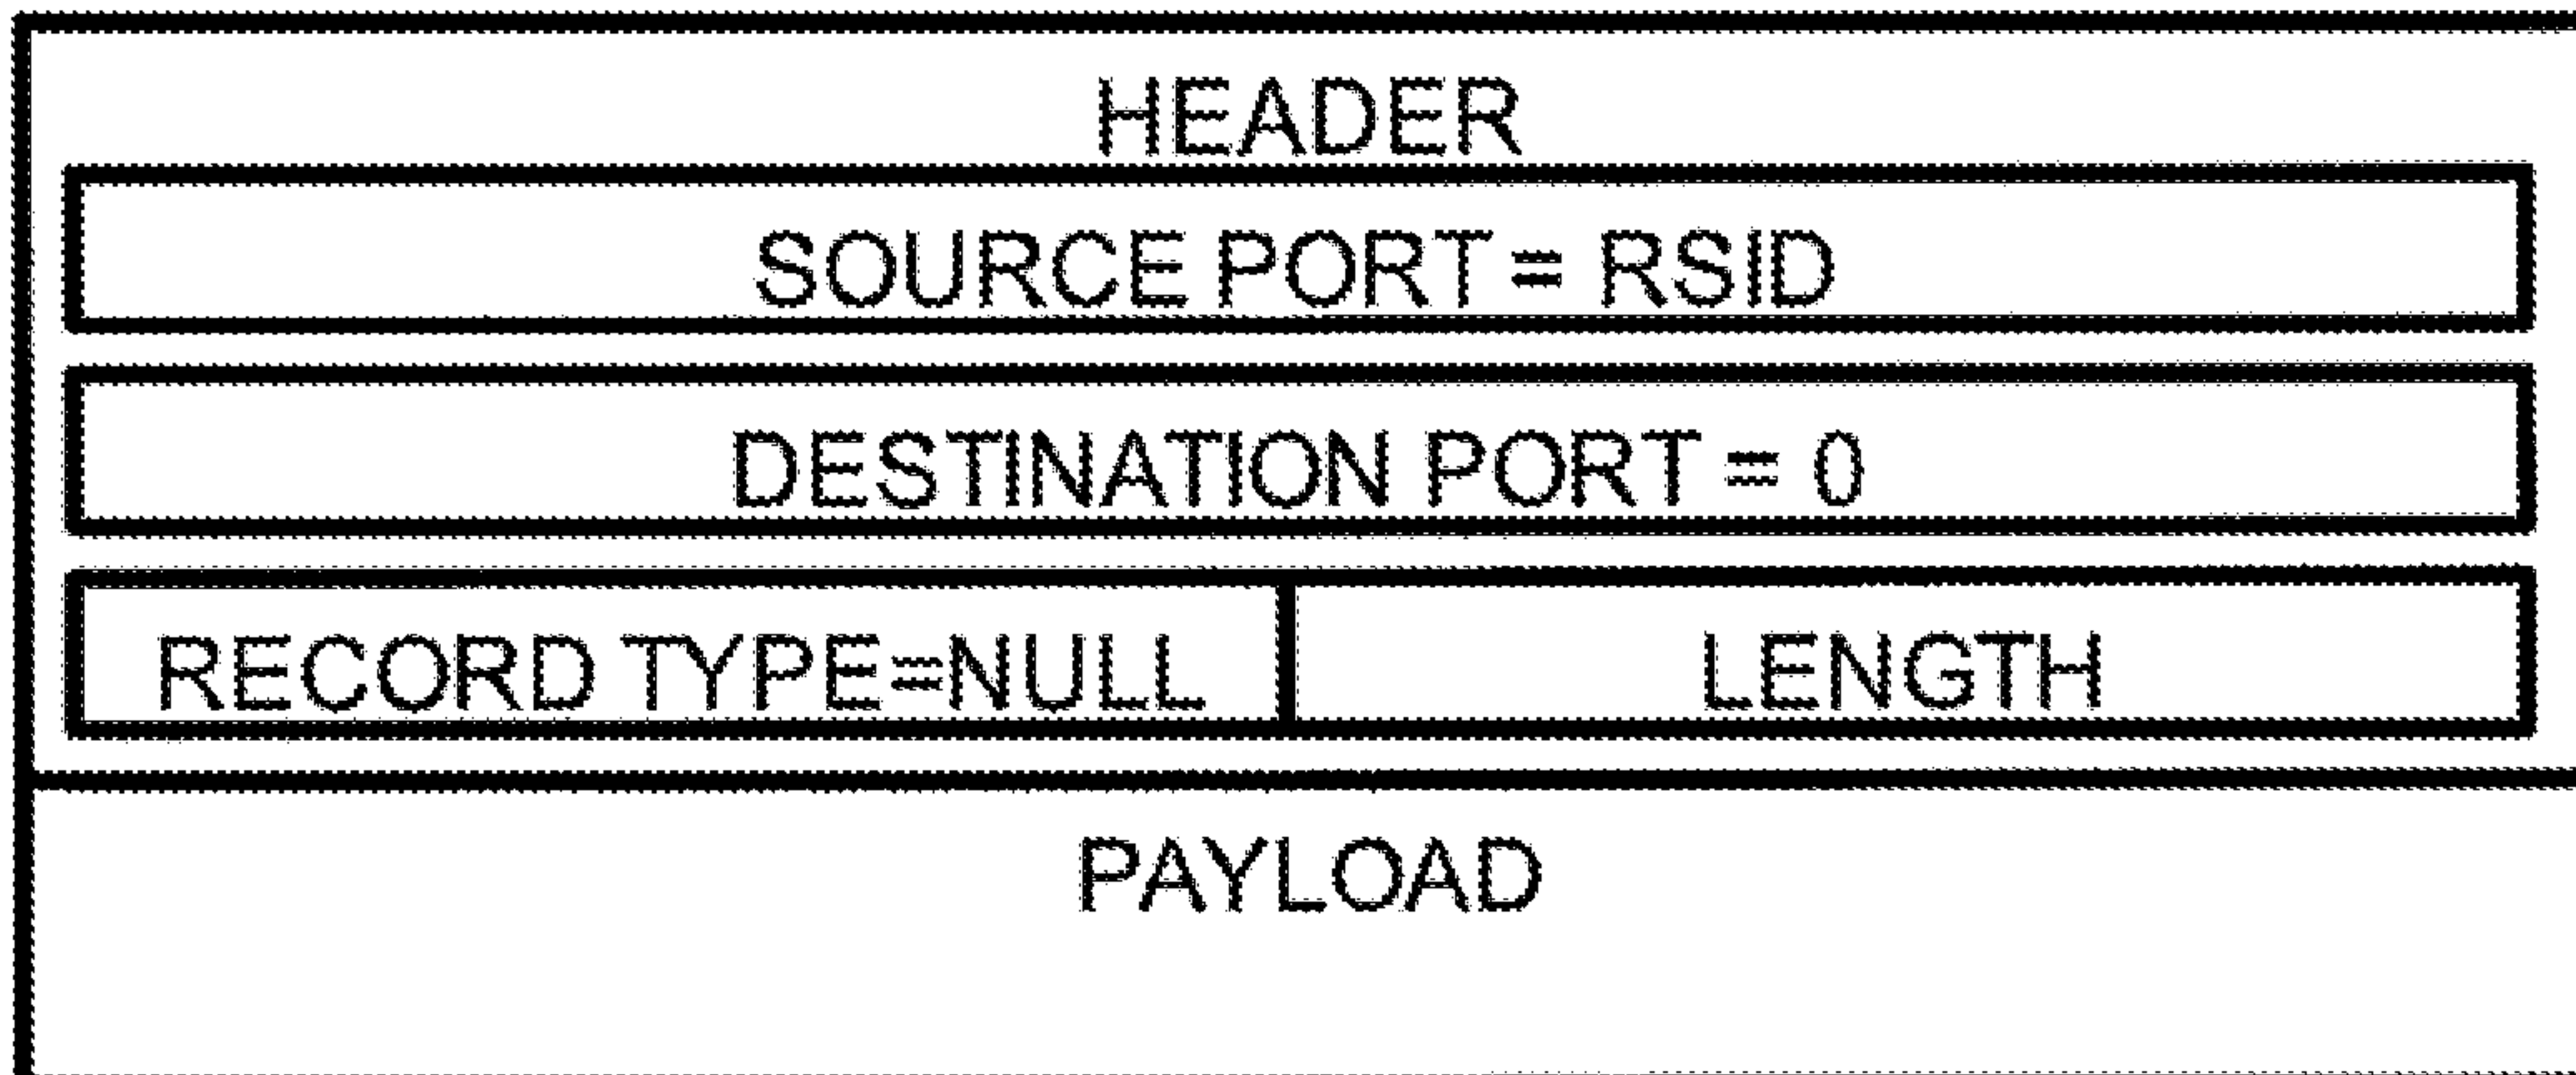 HEADER
SOURCE PORT = RSID
DESTINATION PORT = 0
RECORD TYPE=NULL LENGTH
PAYLOAD